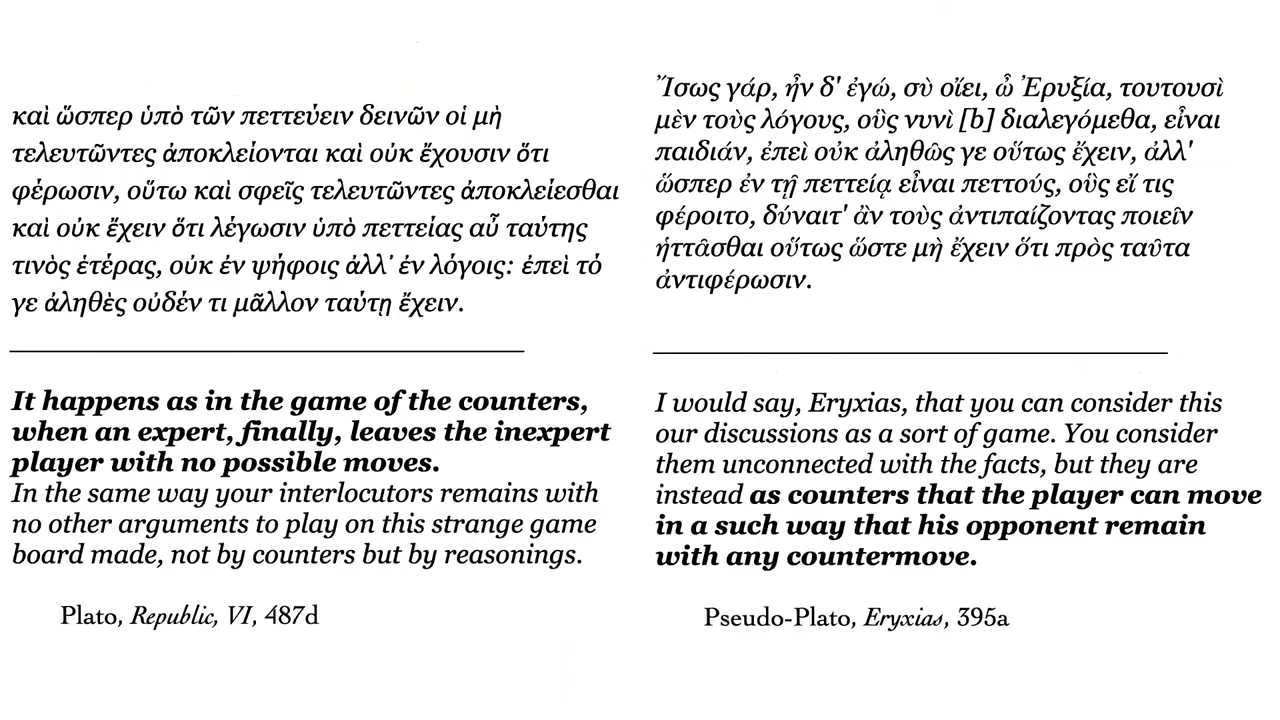 καὶ ὥσπερ ὑπὸ τῶν πεττεύειν δεινῶν οἱ μὴ
τελευτῶντες ἀποκλείονται καὶ οὐκ ἔχουσιν ὅτι
φέρωσιν, οὕτω καὶ σφεῖς τελευτῶντες ἀποκλείεσθαι
καὶ οὐκ ἔχειν ὅτι λέγωσιν ὑπὸ πεττείας αὖ ταύτης
τινὸς ἑτέρας, οὐκ ἐν ψήφοις ἀλλ᾽ ἐν λόγοις: ἐπεὶ τό
γε ἀληθὲς οὐδέν τι μᾶλλον ταύτῃ ἔχειν.
It happens as in the game of the counters,
when an expert, finally, leaves the inexpert
player with no possible moves.
In the same way your interlocutors remains with
no other arguments to play on this strange game
board made, not by counters but by reasonings.
Plato, Republic, VI, 487d
Ἴσως γάρ, ἦν δ' ἐγώ, σὺ οἴει, ὦ Ἐρυξία, τουτουσὶ
μὲν τοὺς λόγους, οὓς νυνὶ [b] διαλεγόμεθα, εἶναι
παιδιάν, ἐπεὶ οὐκ ἀληθῶς γε οὕτως ἔχειν, ἀλλ'
ὥσπερ ἐν τῇ πεττείᾳ εἶναι πεττούς, οὓς εἴ τις
φέροιτο, δύναιτ' ἂν τοὺς ἀντιπαίζοντας ποιεῖν
ἡττᾶσθαι οὕτως ὥστε μὴ ἔχειν ὅτι πρὸς ταῦτα
ἀντιφέρωσιν.
I would say, Eryxias, that you can consider this
our discussions as a sort of game. You consider
them unconnected with the facts, but they are
instead as counters that the player can move
in a such way that his opponent remain
with any countermove.
Pseudo-Plato, Eryxias, 395a